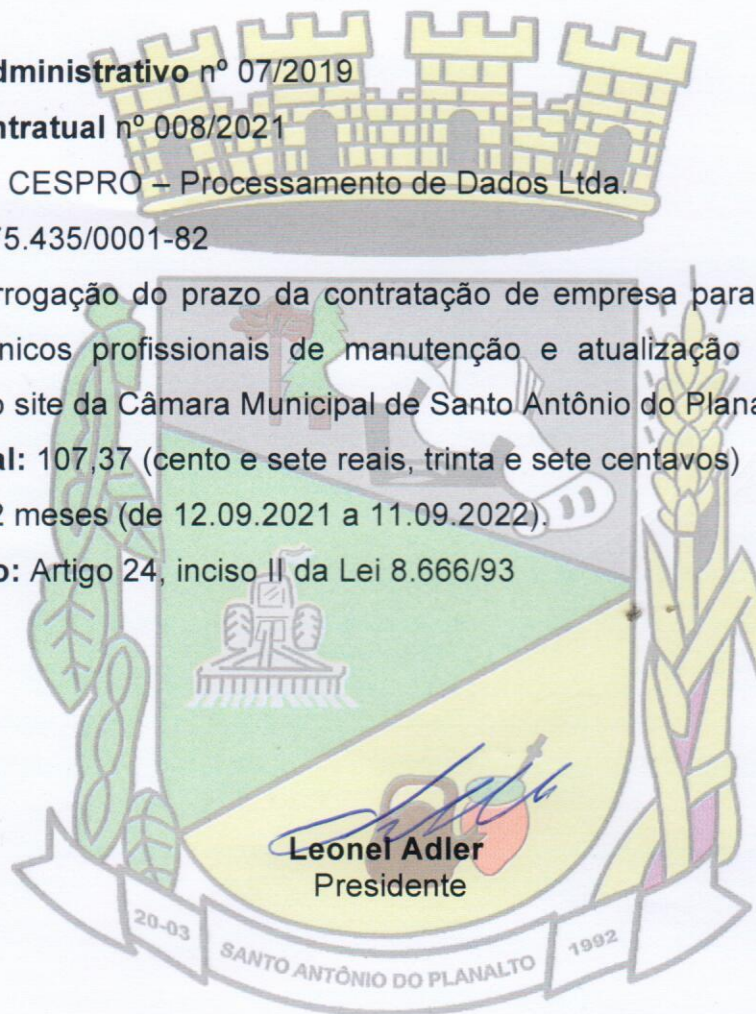 dministrativo nº 07/2019
ntratual nº 008/2021
CESPRO – Processamento de Dados Ltda.
75.435/0001-82
rrogação do prazo da contratação de empresa para
nicos profissionais de manutenção e atualização
o site da Câmara Municipal de Santo Antônio do Plana
al: 107,37 (cento e sete reais, trinta e sete centavos)
2 meses (de 12.09.2021 a 11.09.2022).
o: Artigo 24, inciso II da Lei 8.666/93
Leonel Adler
Presidente
20-03 SANTO ANTÔNIO DO PLANALTO 1992